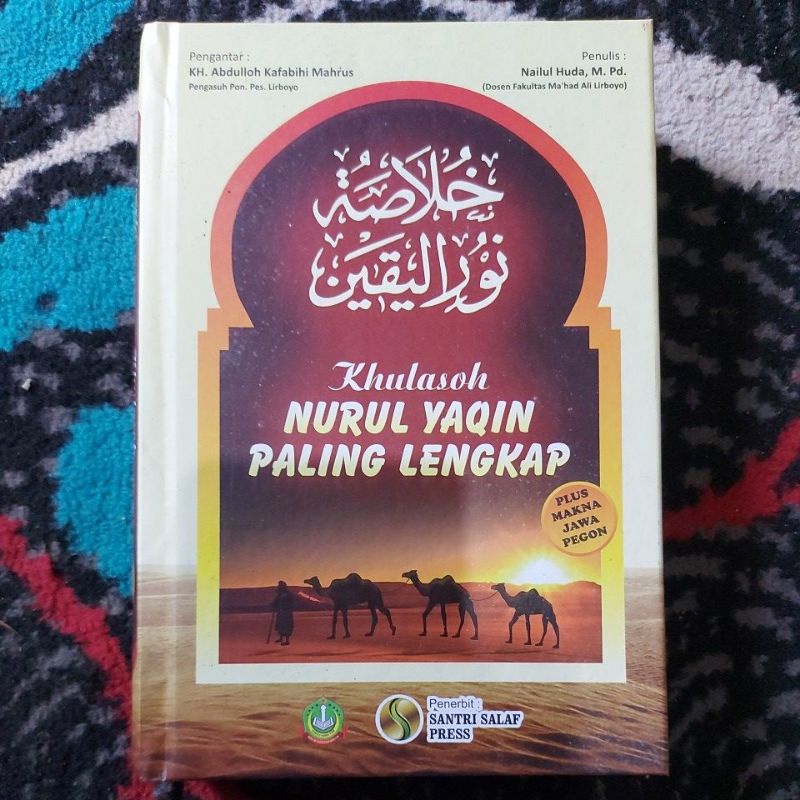 Pengantar :
KH. Abdulloh Kafabihi Mahrus
Pengasuh Pon. Pes. Lirboyo
Penulis :
Nailul Huda, M. Pd.
(Dosen Fakultas Ma'had Ali Lirboyo)
خُلَاصَةُ
نُوْرُ الْيَقِيْنِ
Khulasoh
NURUL YAQIN
PALING LENGKAP
PLUS
MAKNA
JAWA
PEGON
Penerbit :
SANTRI SALAF
PRESS